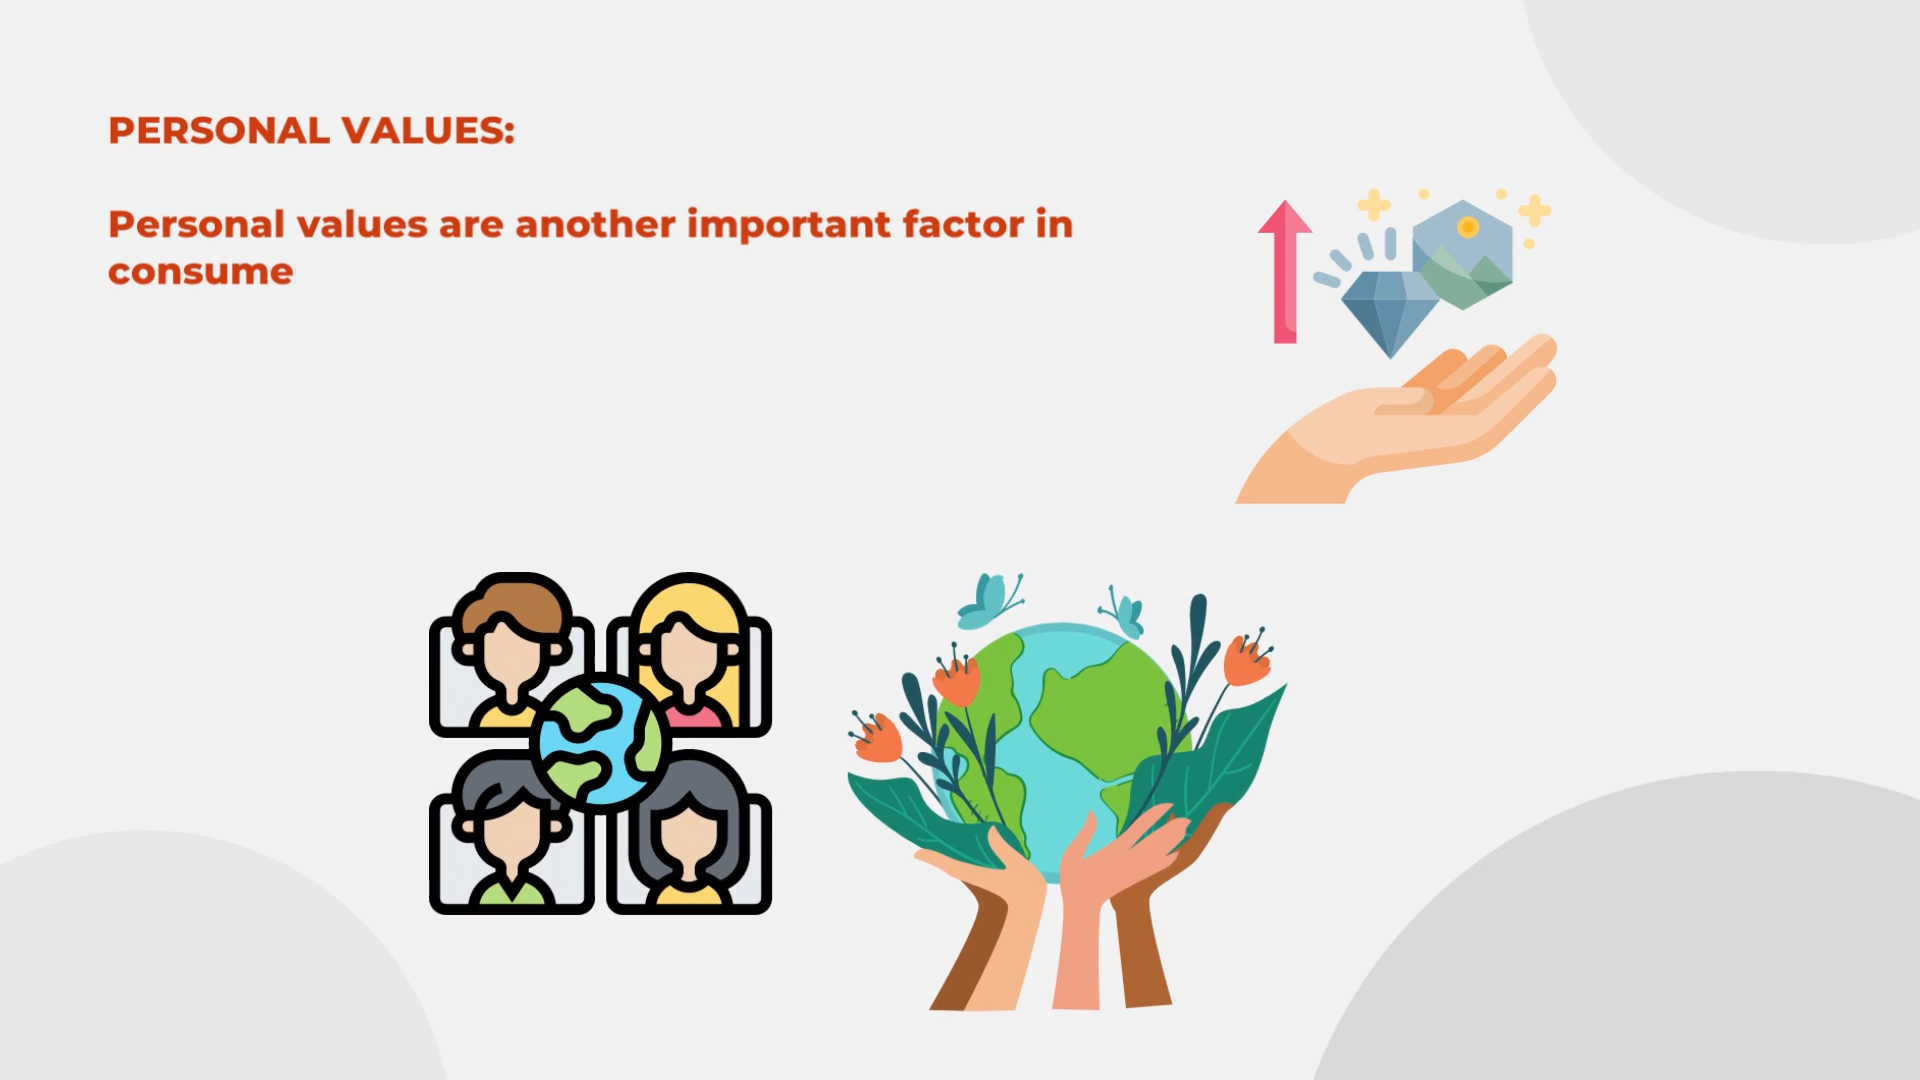 PERSONAL VALUES:
Personal values are another important factor in
consume